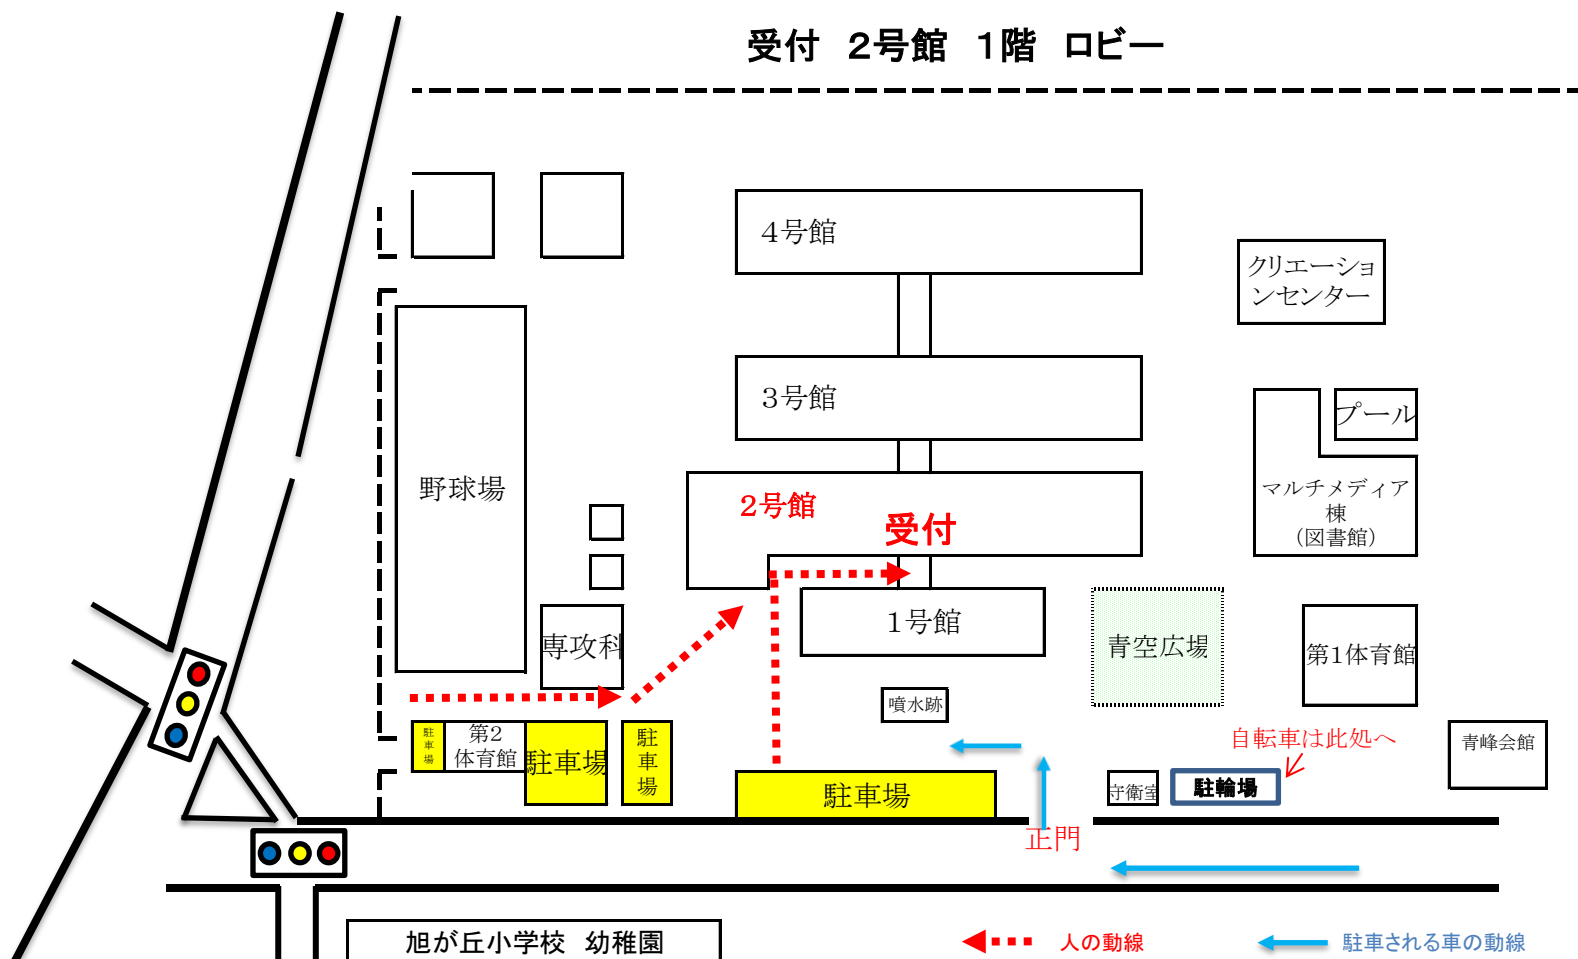 受付　２号館　１階　ロビー
４号館
クリエーショ
ンセンター
３号館
プール
野球場
マルチメディア
棟
（図書館）
２号館
受付
１号館
青空広場
専攻科
第１体育館
噴水跡
駐
車
場
第２
体育館
駐車場
駐
車
場
駐車場
自転車は此処へ
青峰会館
守衛室
駐輪場
正門
旭が丘小学校　幼稚園
人の動線
駐車される車の動線